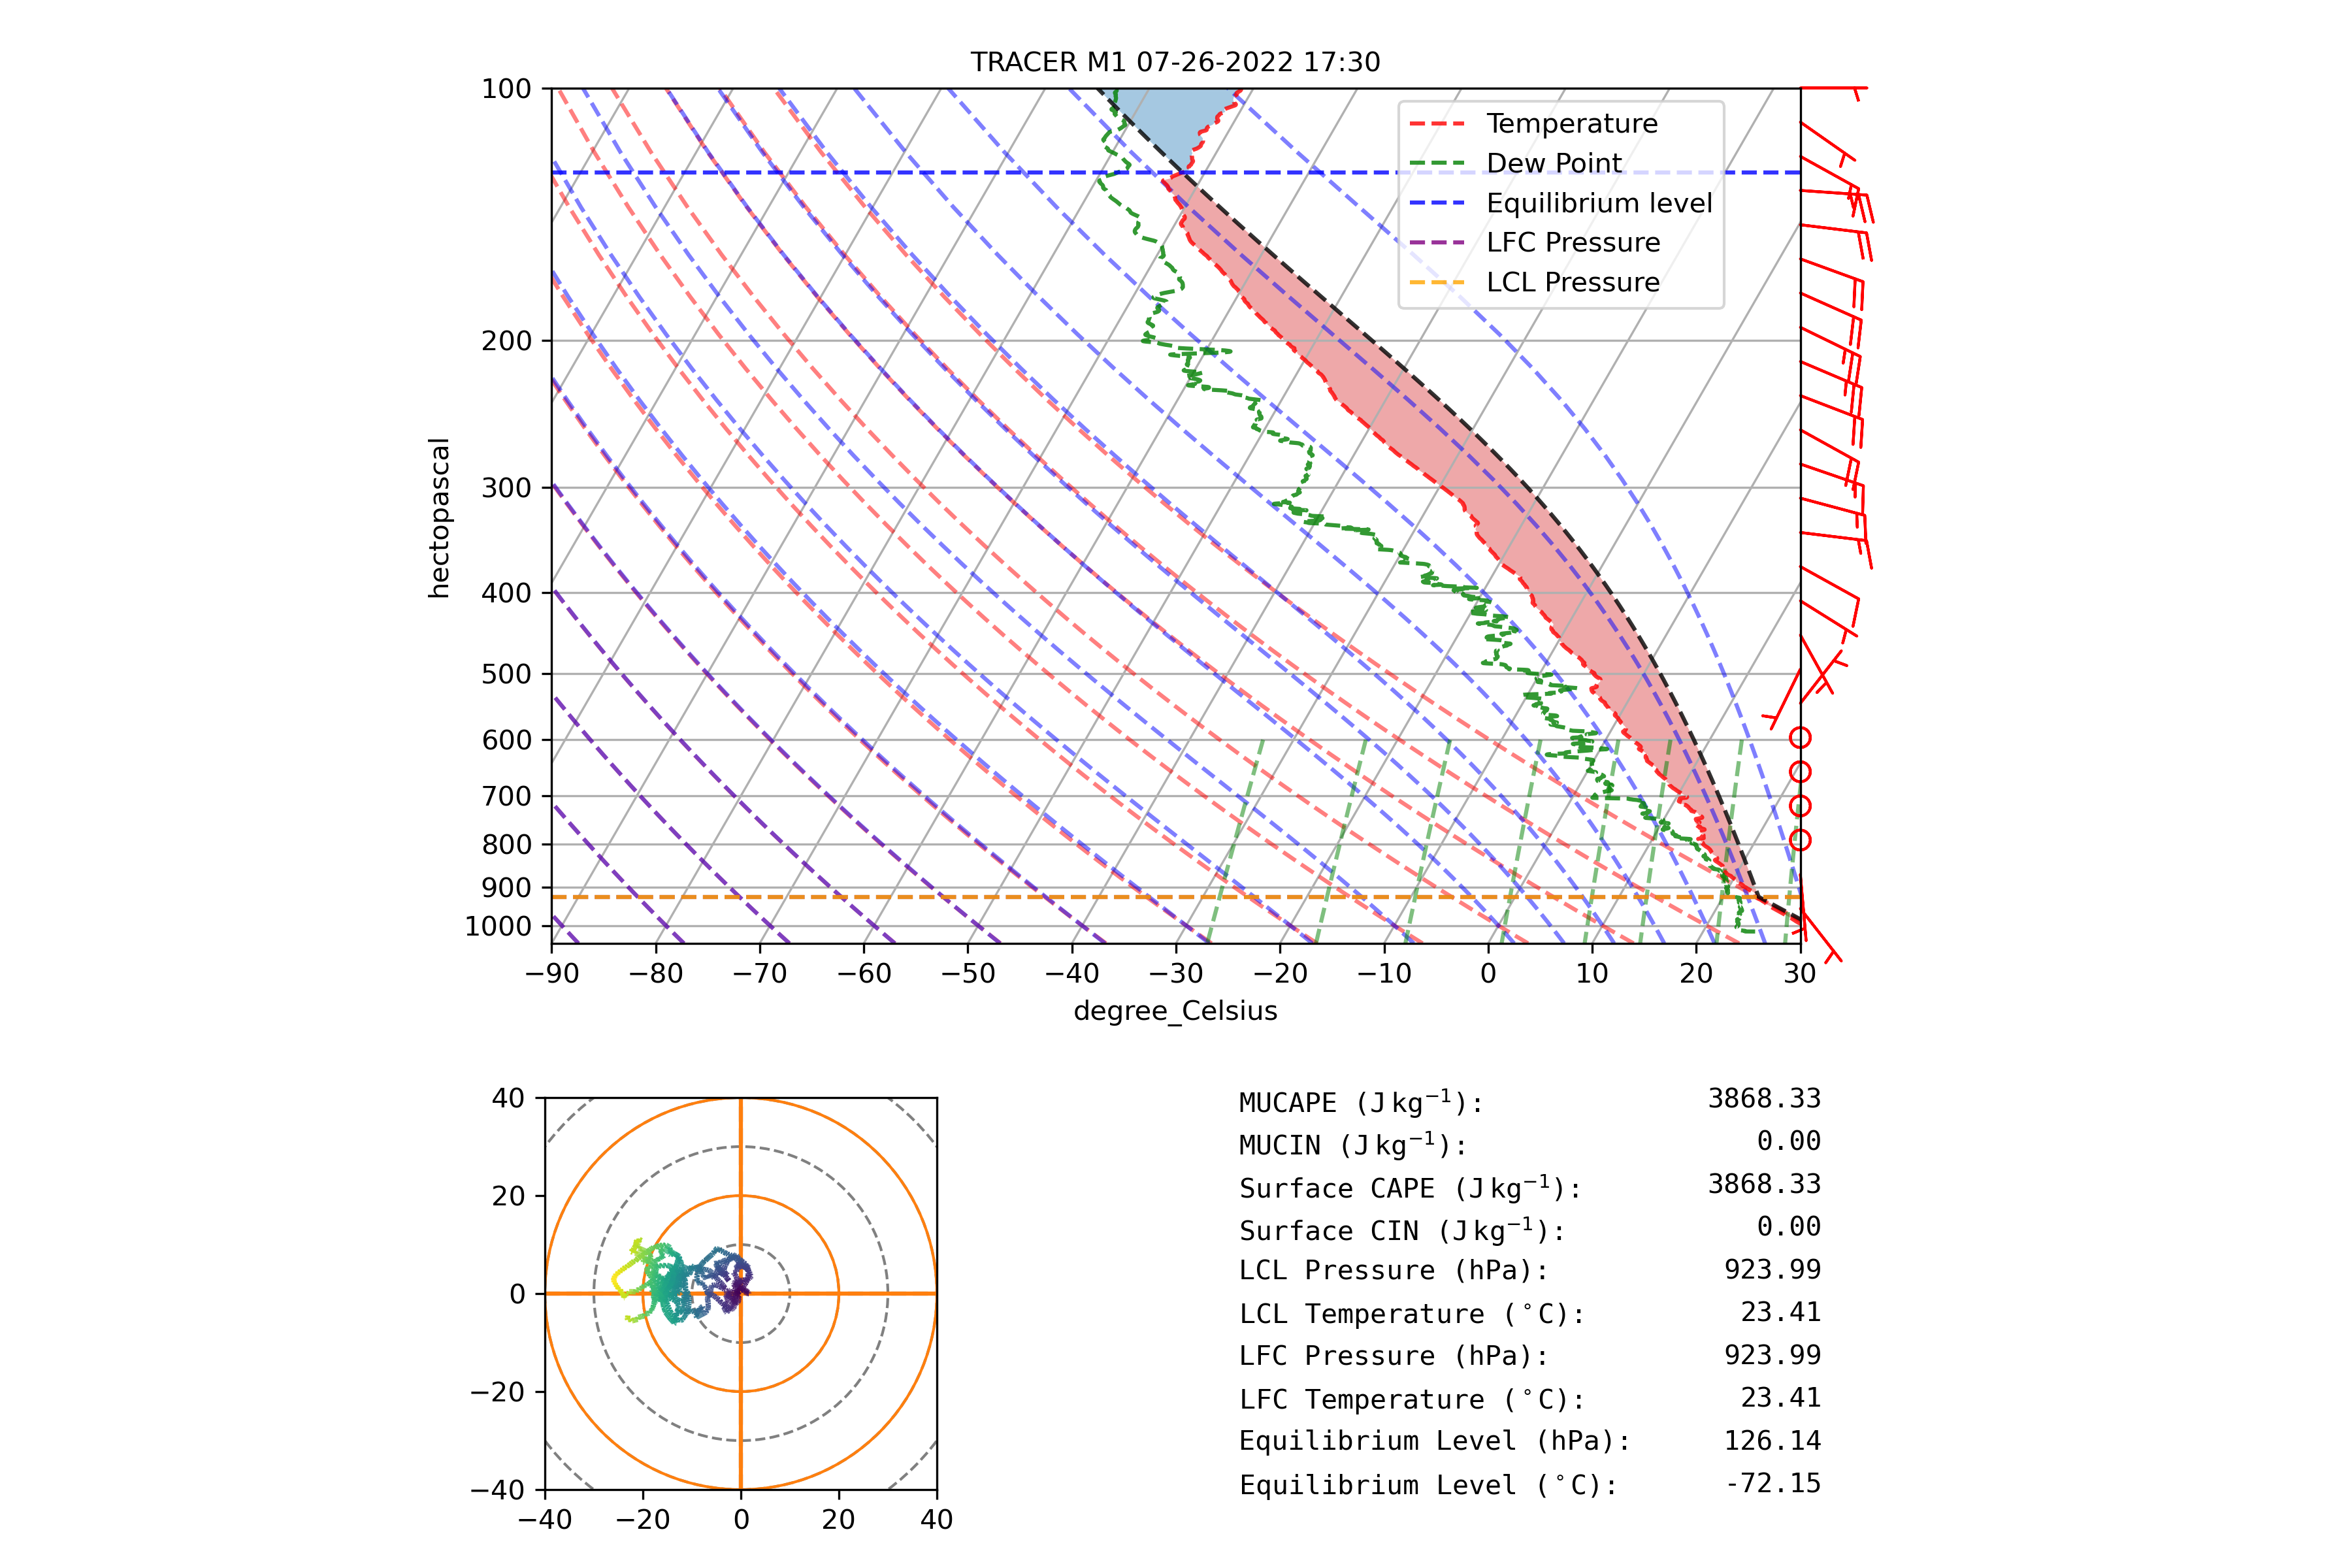 TRACER M1 07-26-2022 17:30
100
200
300
400
500
600
700
800
900
1000
hectopascal
Temperature
Dew Point
Equilibrium level
LFC Pressure
LCL Pressure
−90 −80 −70 −60 −50 −40 −30 −20 −10 0 10 20 30
degree_Celsius
40
20
0
−20
−40
−40 −20 0 20 40
MUCAPE (J kg⁻¹): 3868.33
MUCIN (J kg⁻¹): 0.00
Surface CAPE (J kg⁻¹): 3868.33
Surface CIN (J kg⁻¹): 0.00
LCL Pressure (hPa): 923.99
LCL Temperature (°C): 23.41
LFC Pressure (hPa): 923.99
LFC Temperature (°C): 23.41
Equilibrium Level (hPa): 126.14
Equilibrium Level (°C): -72.15